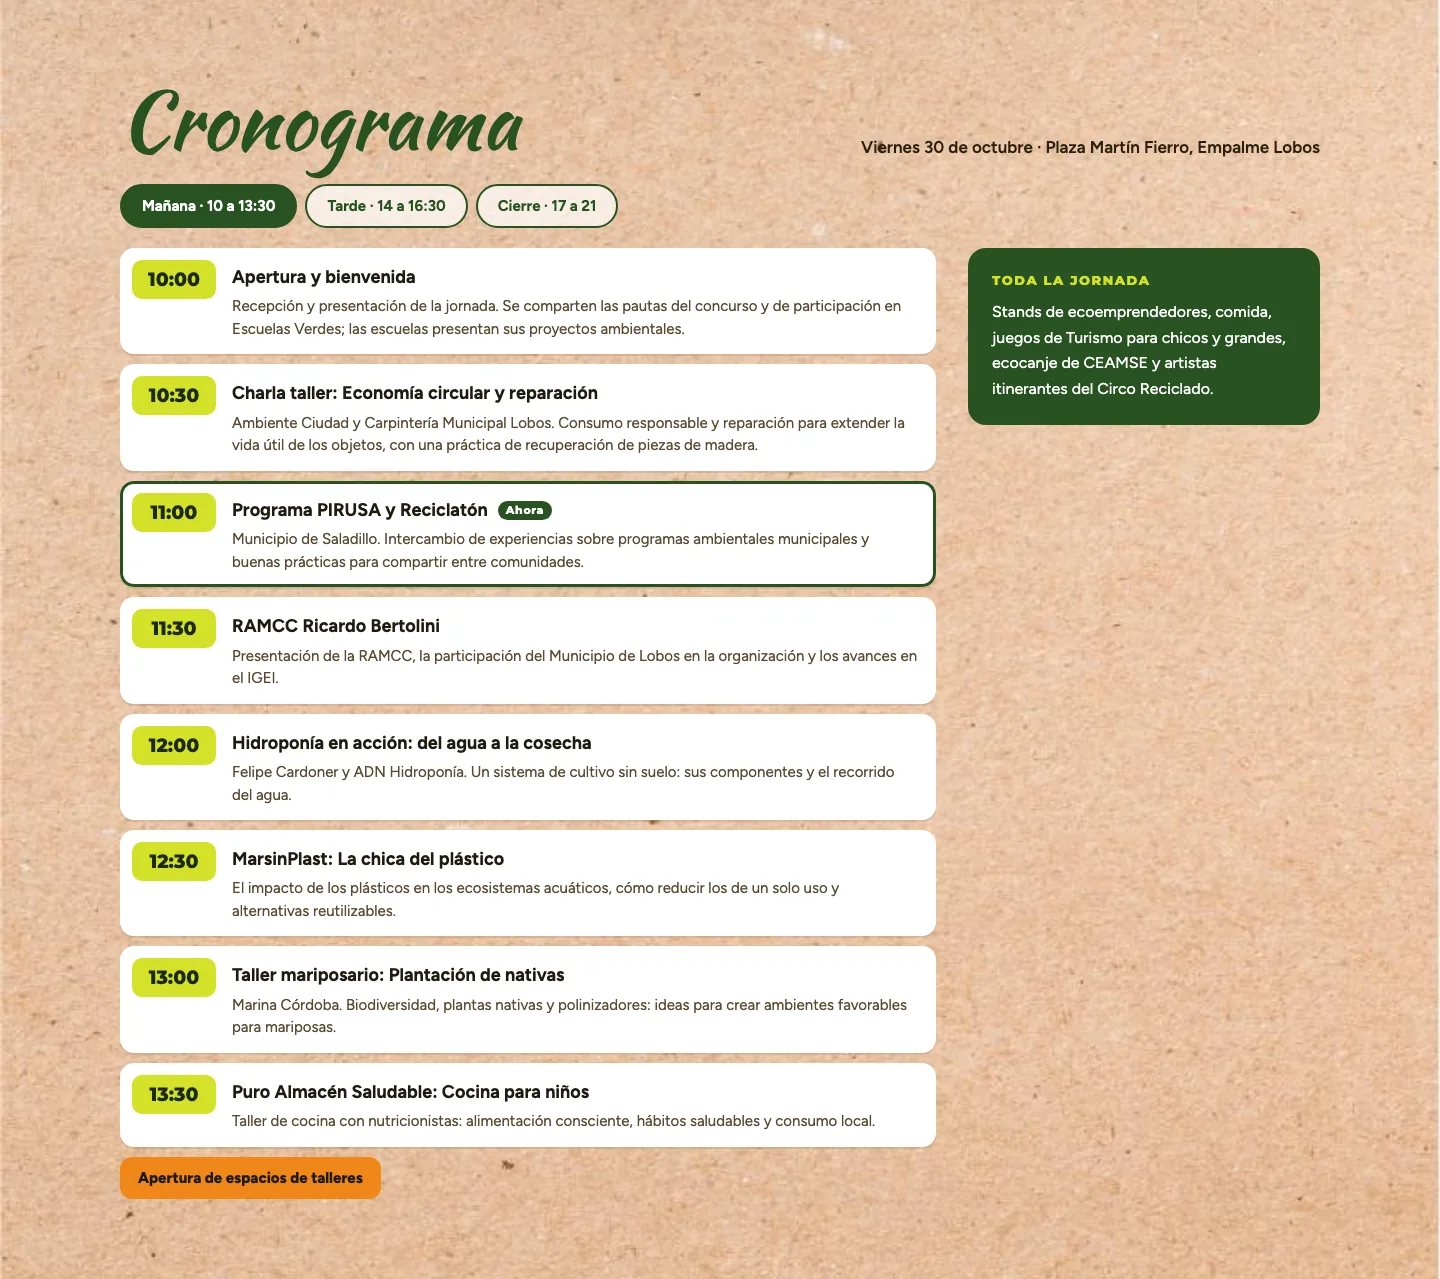 Cronograma
Viernes 30 de octubre · Plaza Martín Fierro, Empalme Lobos
Mañana · 10 a 13:30
Tarde · 14 a 16:30
Cierre · 17 a 21
10:00
Apertura y bienvenida
Recepción y presentación de la jornada. Se comparten las pautas del concurso y de participación en
Escuelas Verdes; las escuelas presentan sus proyectos ambientales.
10:30
Charla taller: Economía circular y reparación
Ambiente Ciudad y Carpintería Municipal Lobos. Consumo responsable y reparación para extender la
vida útil de los objetos, con una práctica de recuperación de piezas de madera.
11:00
Programa PIRUSA y Reciclatón Ahora
Municipio de Saladillo. Intercambio de experiencias sobre programas ambientales municipales y
buenas prácticas para compartir entre comunidades.
11:30
RAMCC Ricardo Bertolini
Presentación de la RAMCC, la participación del Municipio de Lobos en la organización y los avances en
el IGEI.
12:00
Hidroponía en acción: del agua a la cosecha
Felipe Cardoner y ADN Hidroponía. Un sistema de cultivo sin suelo: sus componentes y el recorrido
del agua.
12:30
MarsinPlast: La chica del plástico
El impacto de los plásticos en los ecosistemas acuáticos, cómo reducir los de un solo uso y
alternativas reutilizables.
13:00
Taller mariposario: Plantación de nativas
Marina Córdoba. Biodiversidad, plantas nativas y polinizadores: ideas para crear ambientes favorables
para mariposas.
13:30
Puro Almacén Saludable: Cocina para niños
Taller de cocina con nutricionistas: alimentación consciente, hábitos saludables y consumo local.
Apertura de espacios de talleres
TODA LA JORNADA
Stands de ecoemprendedores, comida,
juegos de Turismo para chicos y grandes,
ecocanje de CEAMSE y artistas
itinerantes del Circo Reciclado.